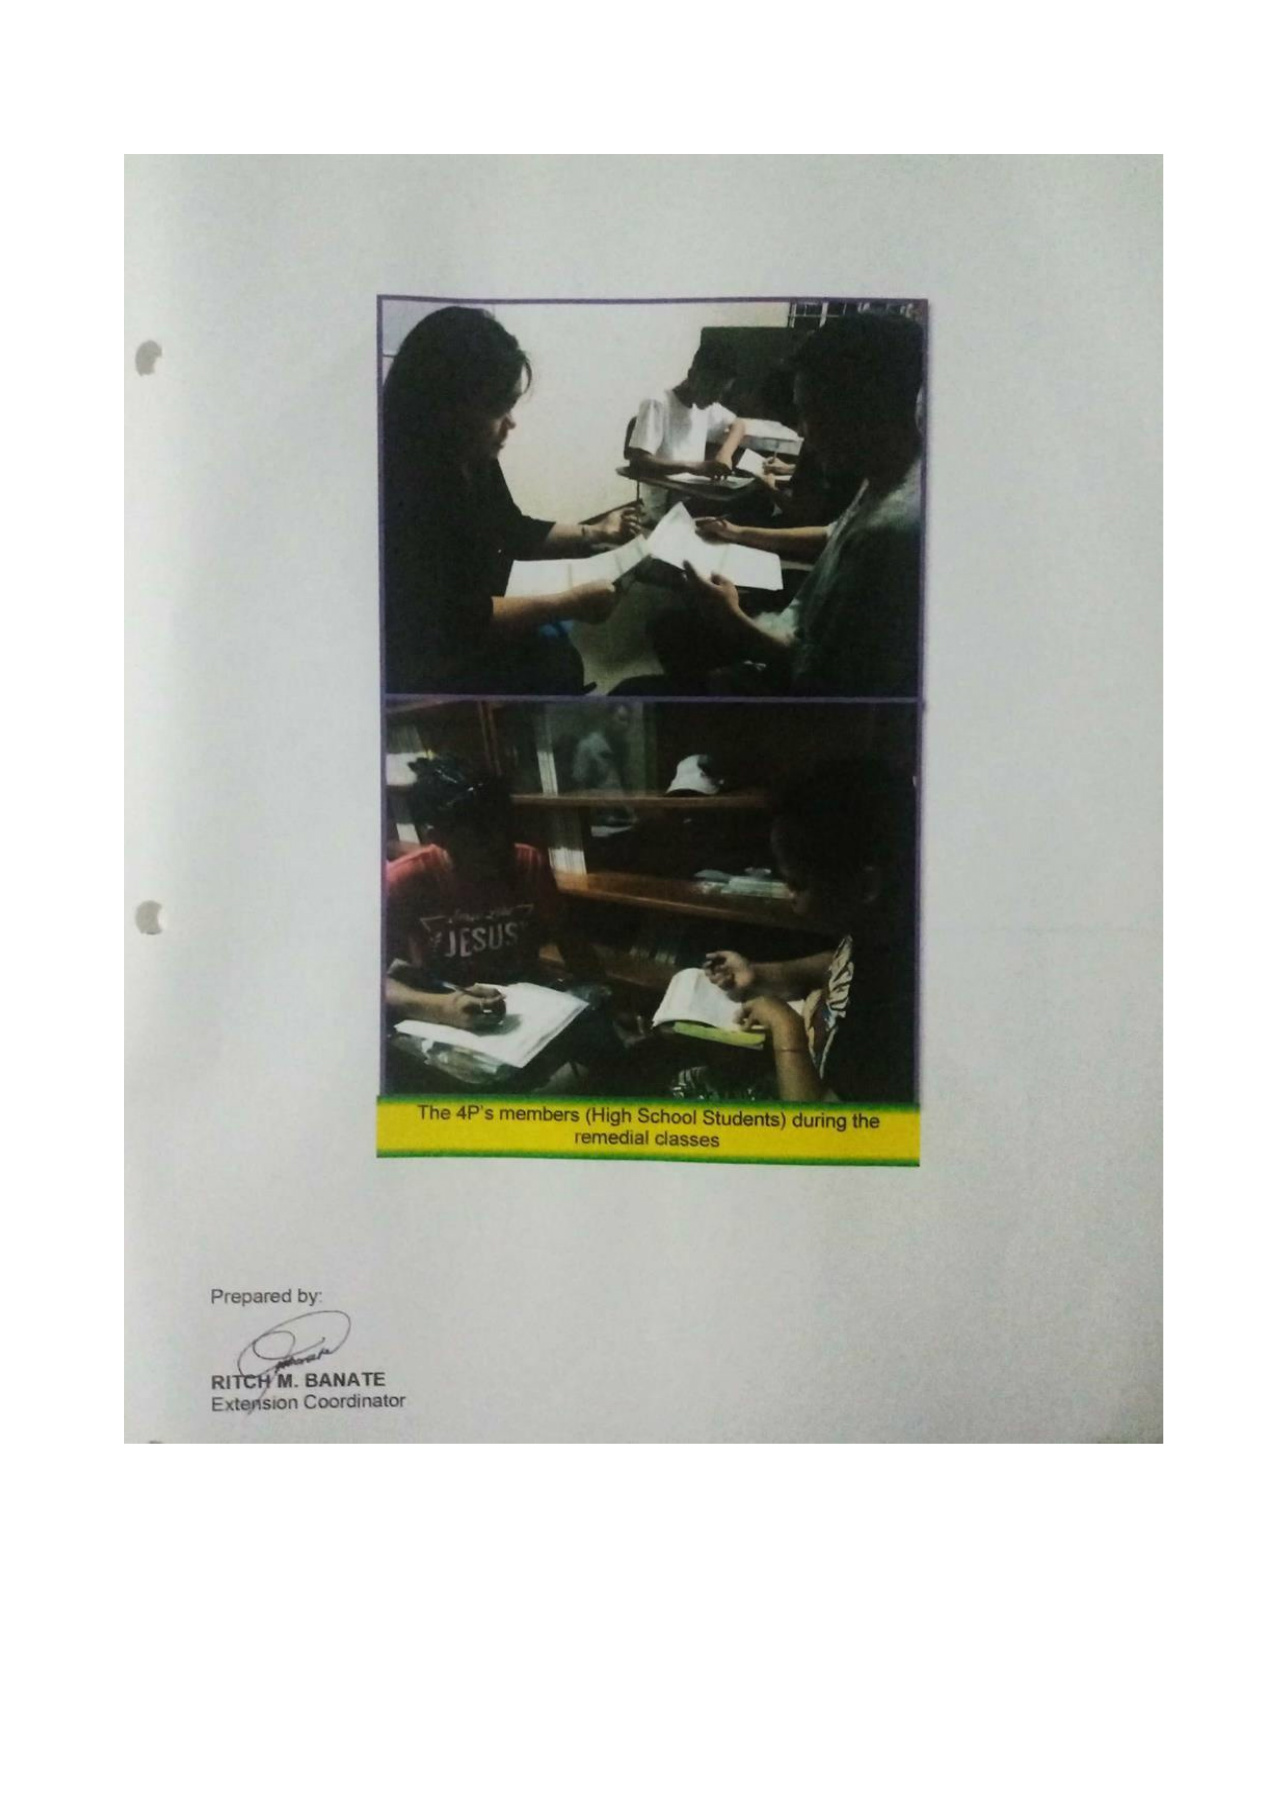 JESUS
The 4P's members (High School Students) during the
remedial classes
Prepared by:
RITCH M. BANATE
Extension Coordinator